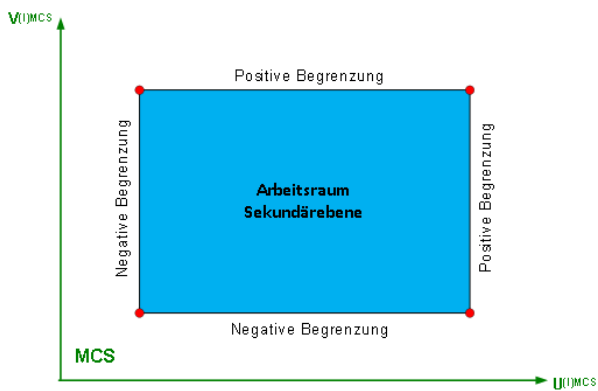 V(I)MCS
Positive Begrenzung
Negative Begrenzung
Arbeitsraum
Sekundärebene
Positive Begrenzung
Negative Begrenzung
MCS
U(I)MCS